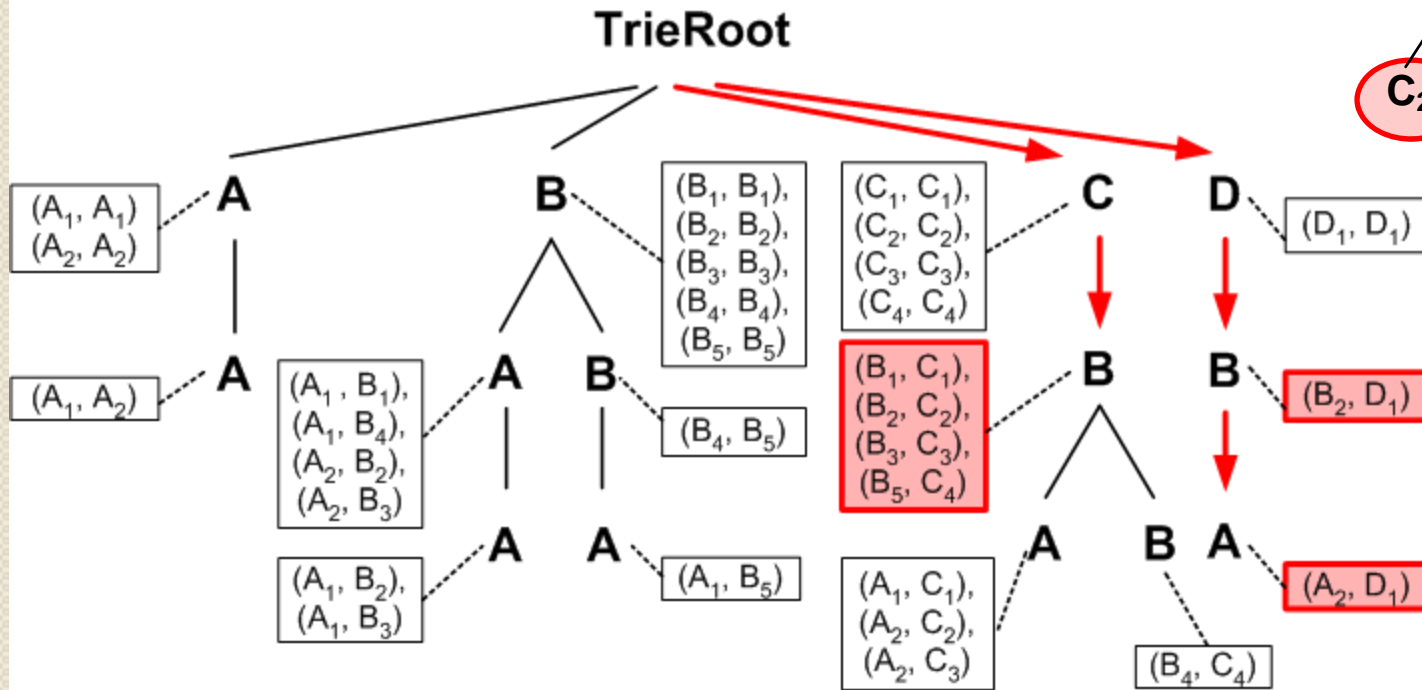 TrieRoot
C₂
A
B
C
D
(A₁, A₁)
(A₂, A₂)
(B₁, B₁),
(B₂, B₂),
(B₃, B₃),
(B₄, B₄),
(B₅, B₅)
(C₁, C₁),
(C₂, C₂),
(C₃, C₃),
(C₄, C₄)
(D₁, D₁)
A
A
B
B
B
(A₁, A₂)
(A₁ , B₁),
(A₁, B₄),
(A₂, B₂),
(A₂, B₃)
(B₄, B₅)
(B₁, C₁),
(B₂, C₂),
(B₃, C₃),
(B₅, C₄)
(B₂, D₁)
A
A
A
B
A
(A₁, B₂),
(A₁, B₃)
(A₁, B₅)
(A₁, C₁),
(A₂, C₂),
(A₂, C₃)
(B₄, C₄)
(A₂, D₁)